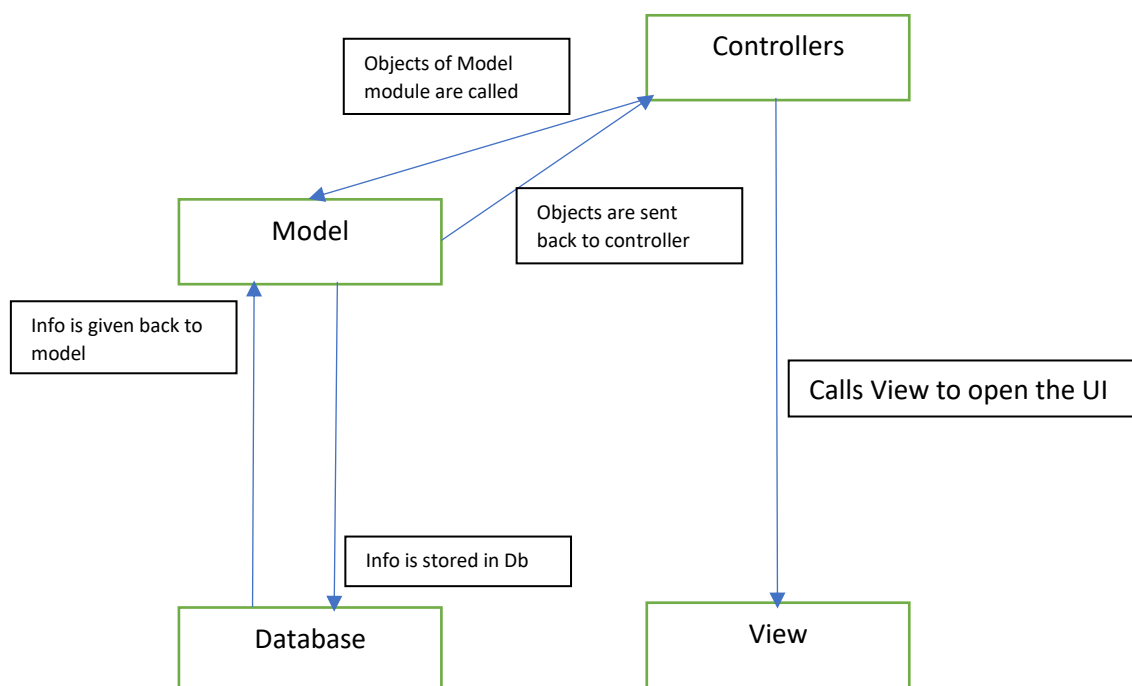 Controllers
Objects of Model
module are called
Model
Objects are sent
back to controller
Info is given back to
model
Calls View to open the UI
Info is stored in Db
Database
View